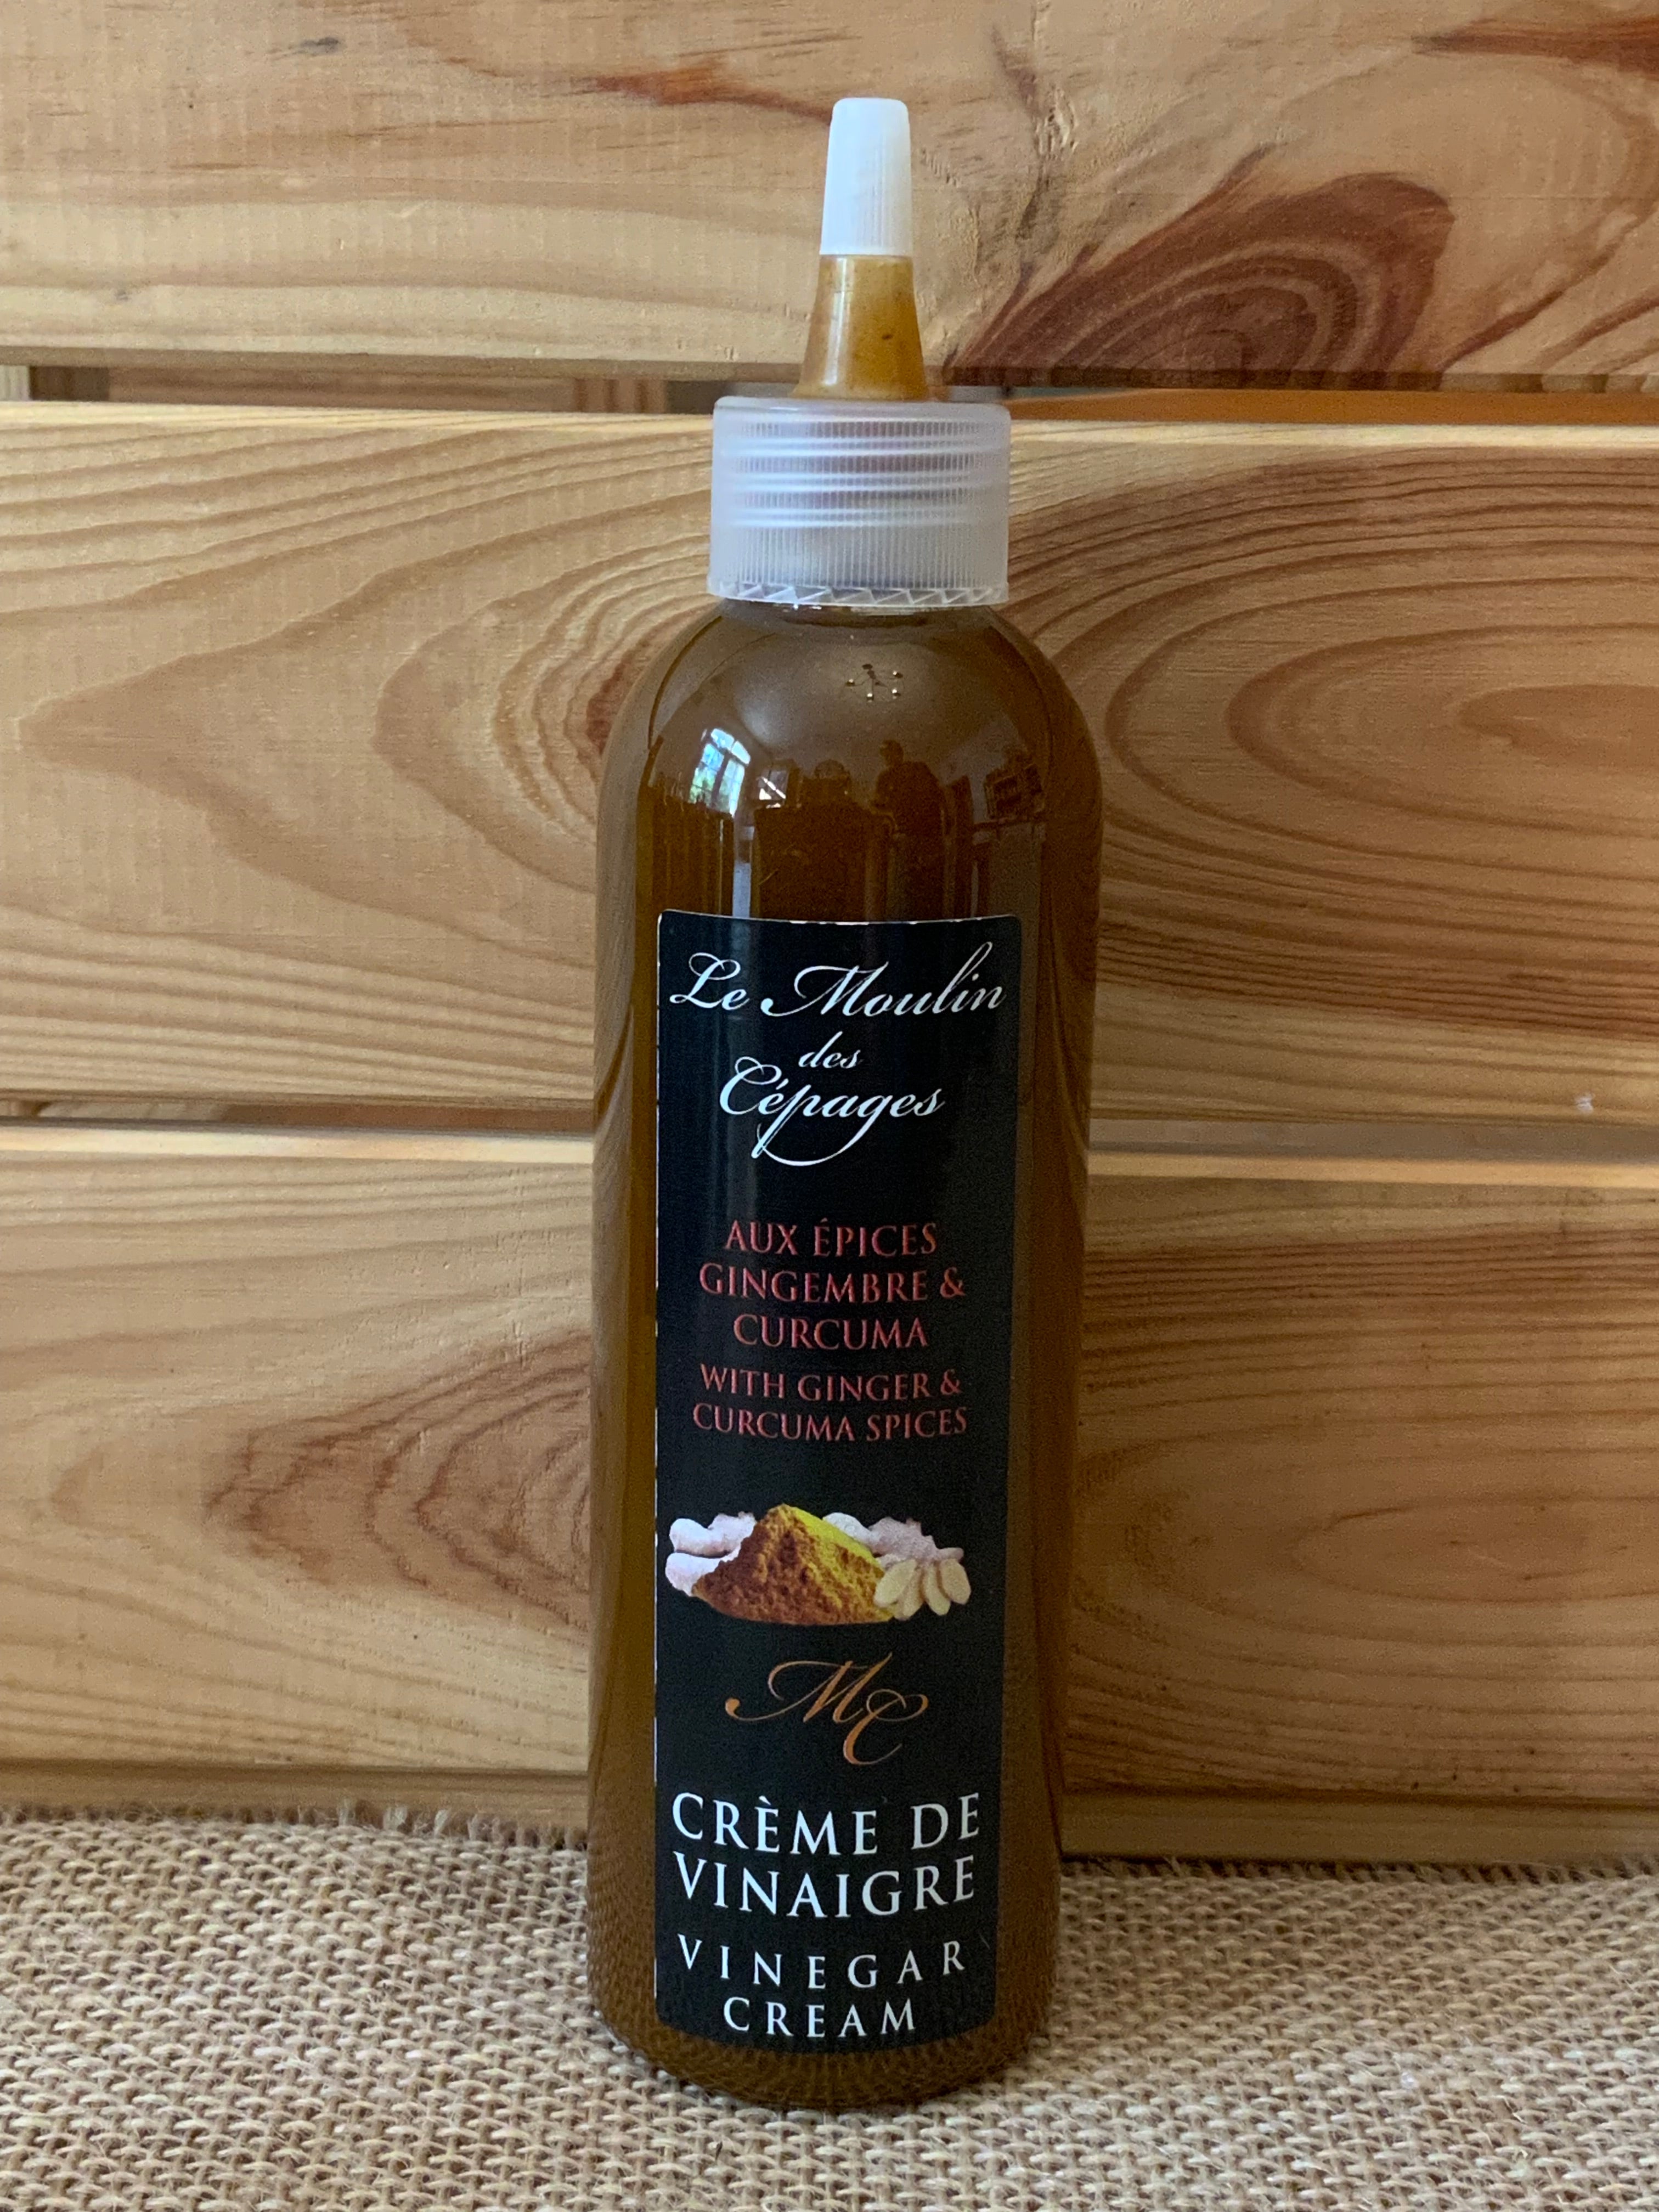 Le Moulin
des
Cépages
AUX ÉPICES
GINGEMBRE &
CURCUMA
WITH GINGER &
CURCUMA SPICES
MC
CRÈME DE
VINAIGRE
VINEGAR
CREAM